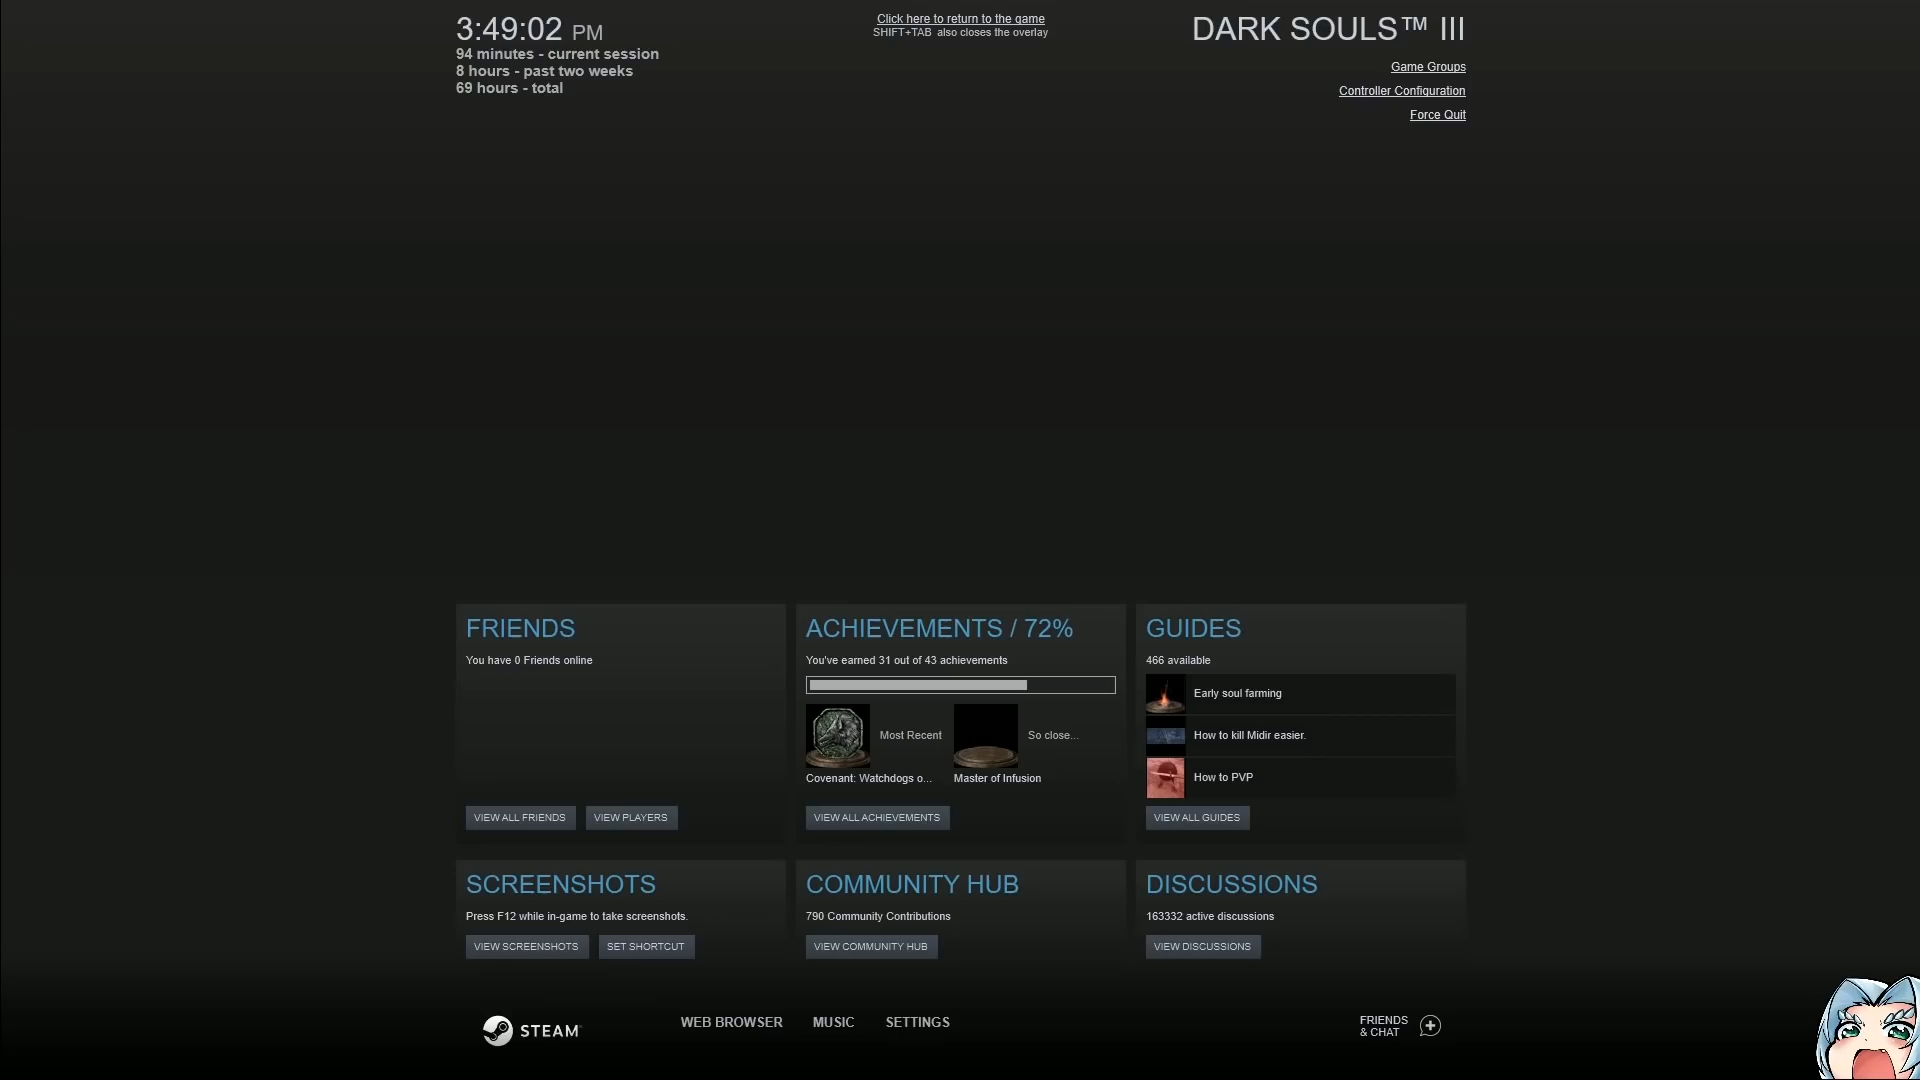 3:49:02 PM
94 minutes - current session
8 hours - past two weeks
69 hours - total
Click here to return to the game
SHIFT+TAB also closes the overlay
DARK SOULS™ III
Game Groups
Controller Configuration
Force Quit
FRIENDS
You have 0 Friends online
VIEW ALL FRIENDS
VIEW PLAYERS
ACHIEVEMENTS / 72%
You've earned 31 out of 43 achievements
Most Recent
Covenant: Watchdogs o...
So close...
Master of Infusion
VIEW ALL ACHIEVEMENTS
GUIDES
466 available
Early soul farming
How to kill Midir easier.
How to PVP
VIEW ALL GUIDES
SCREENSHOTS
Press F12 while in-game to take screenshots.
VIEW SCREENSHOTS
SET SHORTCUT
COMMUNITY HUB
790 Community Contributions
VIEW COMMUNITY HUB
DISCUSSIONS
163332 active discussions
VIEW DISCUSSIONS
STEAM
WEB BROWSER
MUSIC
SETTINGS
FRIENDS
& CHAT